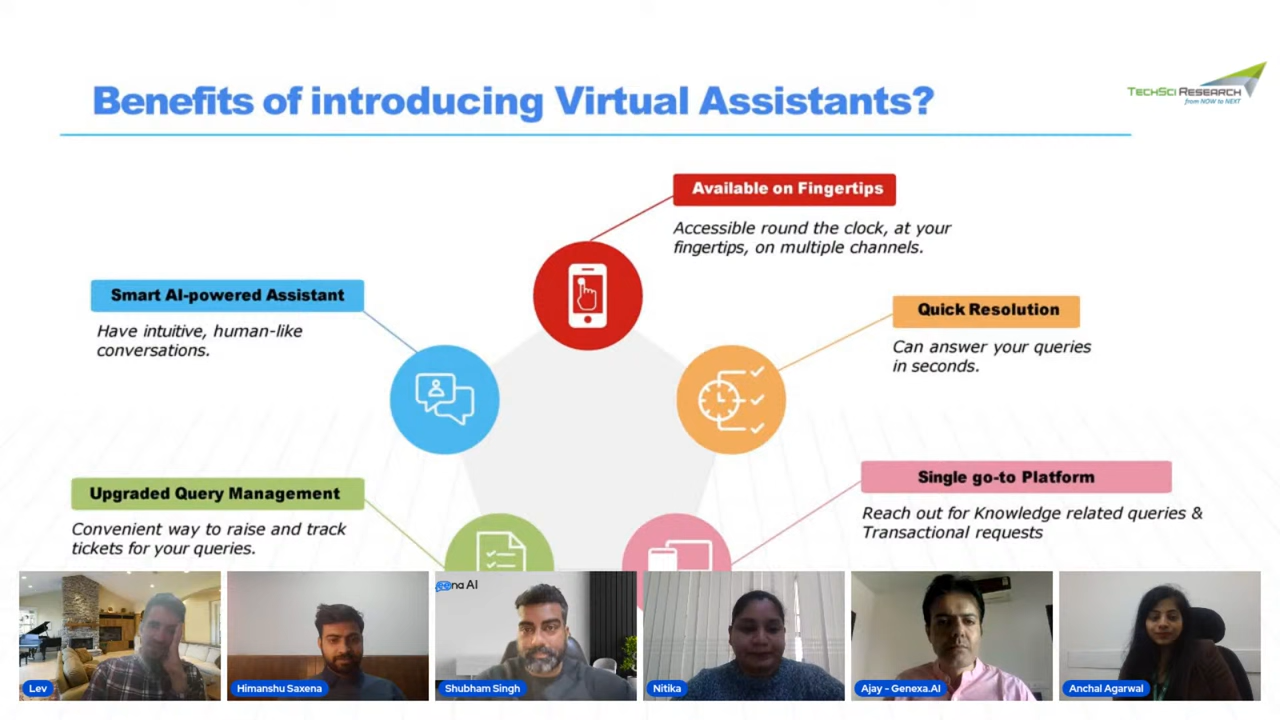 Benefits of introducing Virtual Assistants?
TECHSCI RESEARCH
from NOW to NEXT
Available on Fingertips
Accessible round the clock, at your
fingertips, on multiple channels.
Smart AI-powered Assistant
Have intuitive, human-like
conversations.
Quick Resolution
Can answer your queries
in seconds.
Upgraded Query Management
Convenient way to raise and track
tickets for your queries.
Single go-to Platform
Reach out for Knowledge related queries &
Transactional requests
Lev
Himanshu Saxena
Shubham Singh
Nitika
Ajay - Genexa.AI
Anchal Agarwal